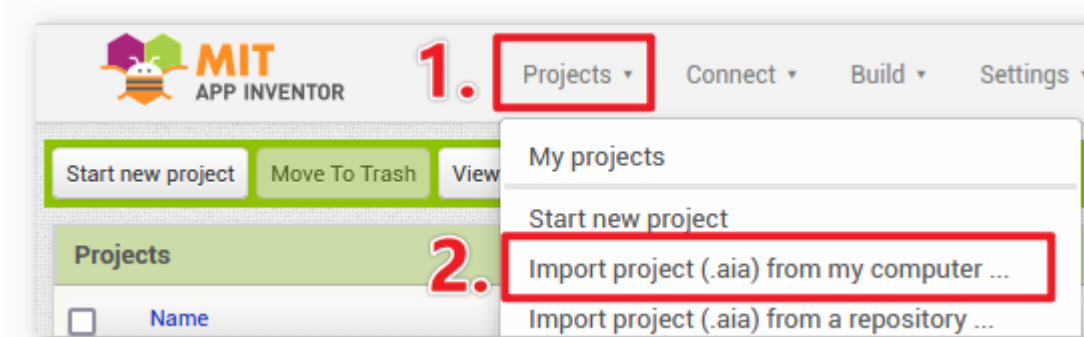 MIT
APP INVENTOR
1.
Projects
Connect
Build
Settings
Start new project
Move To Trash
View
My projects
Start new project
Projects
2.
Import project (.aia) from my computer ...
Name
Import project (.aia) from a repository ...